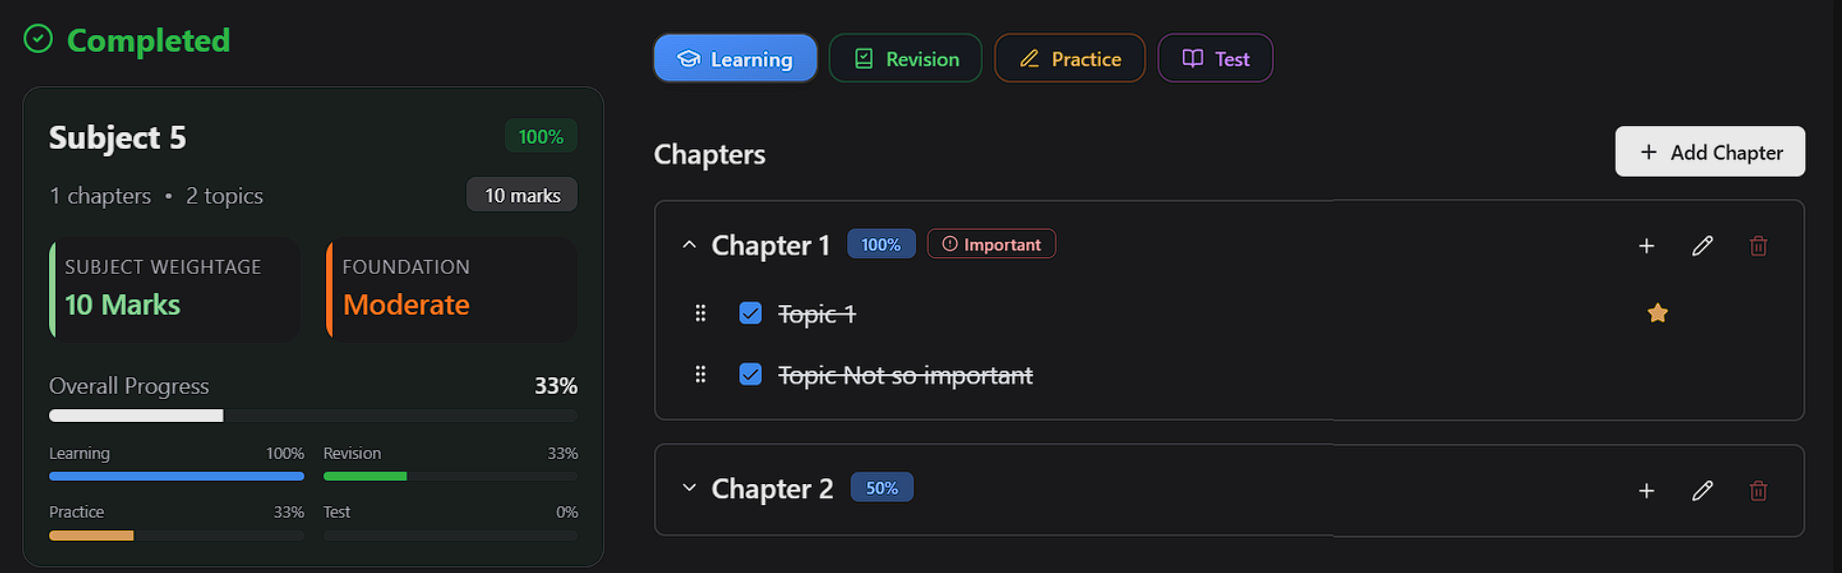 Completed
Subject 5
100%
1 chapters • 2 topics
10 marks
SUBJECT WEIGHTAGE
10 Marks
FOUNDATION
Moderate
Overall Progress
33%
Learning 100%
Revision 33%
Practice 33%
Test 0%
Learning
Revision
Practice
Test
Chapters
+ Add Chapter
Chapter 1
100%
Important
Topic 1
Topic Not so important
Chapter 2
50%